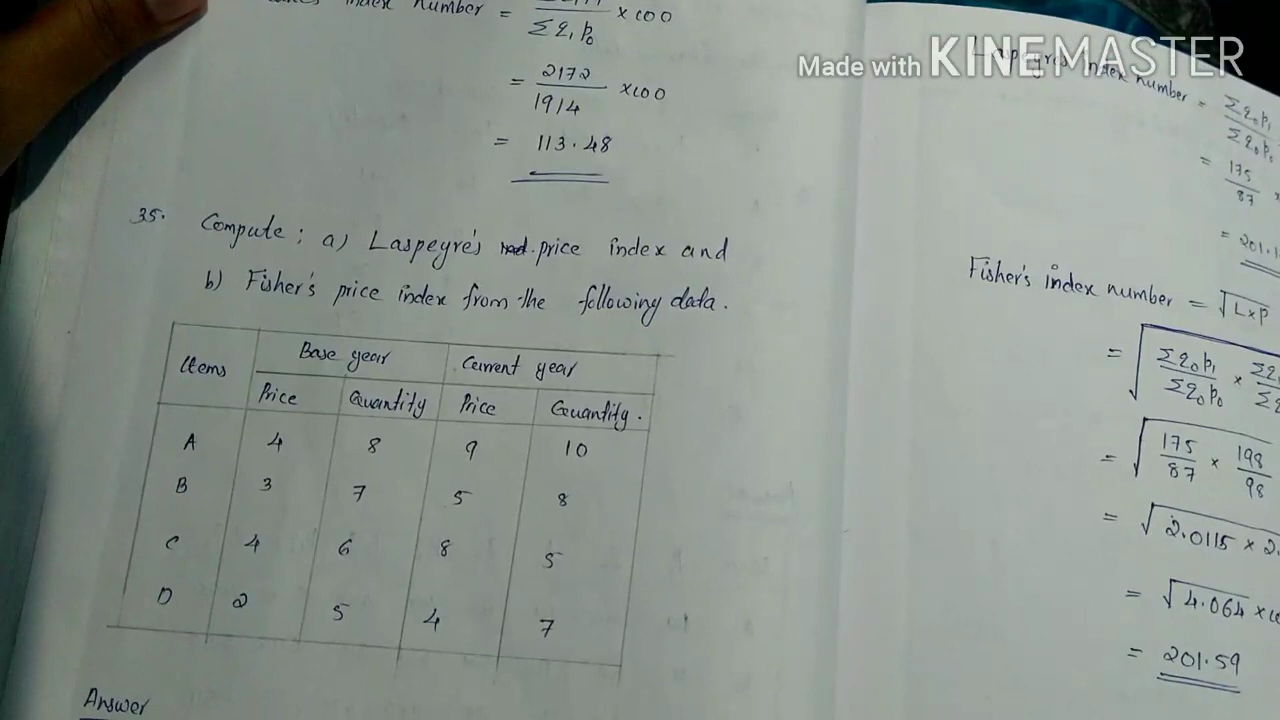 index number = ——— × 100
Σq₁p₀
= 2172/1914 × 100
= 113.48
35. Compute; a) Laspeyre's price index and
b) Fisher's price index from the following data.
Items Base year Current year
Price Quantity Price Quantity.
A 4 8 9 10
B 3 7 5 8
C 4 6 8 5
D 2 5 4 7
Answer
Made with KINEMASTER
Laspeyre's index number = Σq₀p₁/Σq₀p₀
= 175/87 ×
= 201.1
Fisher's index number = √L×P
= √Σq₀p₁/Σq₀p₀ ×
= √175/87 × 198/98
= √2.0115 × 2.
= √4.064 ×
= 201.59